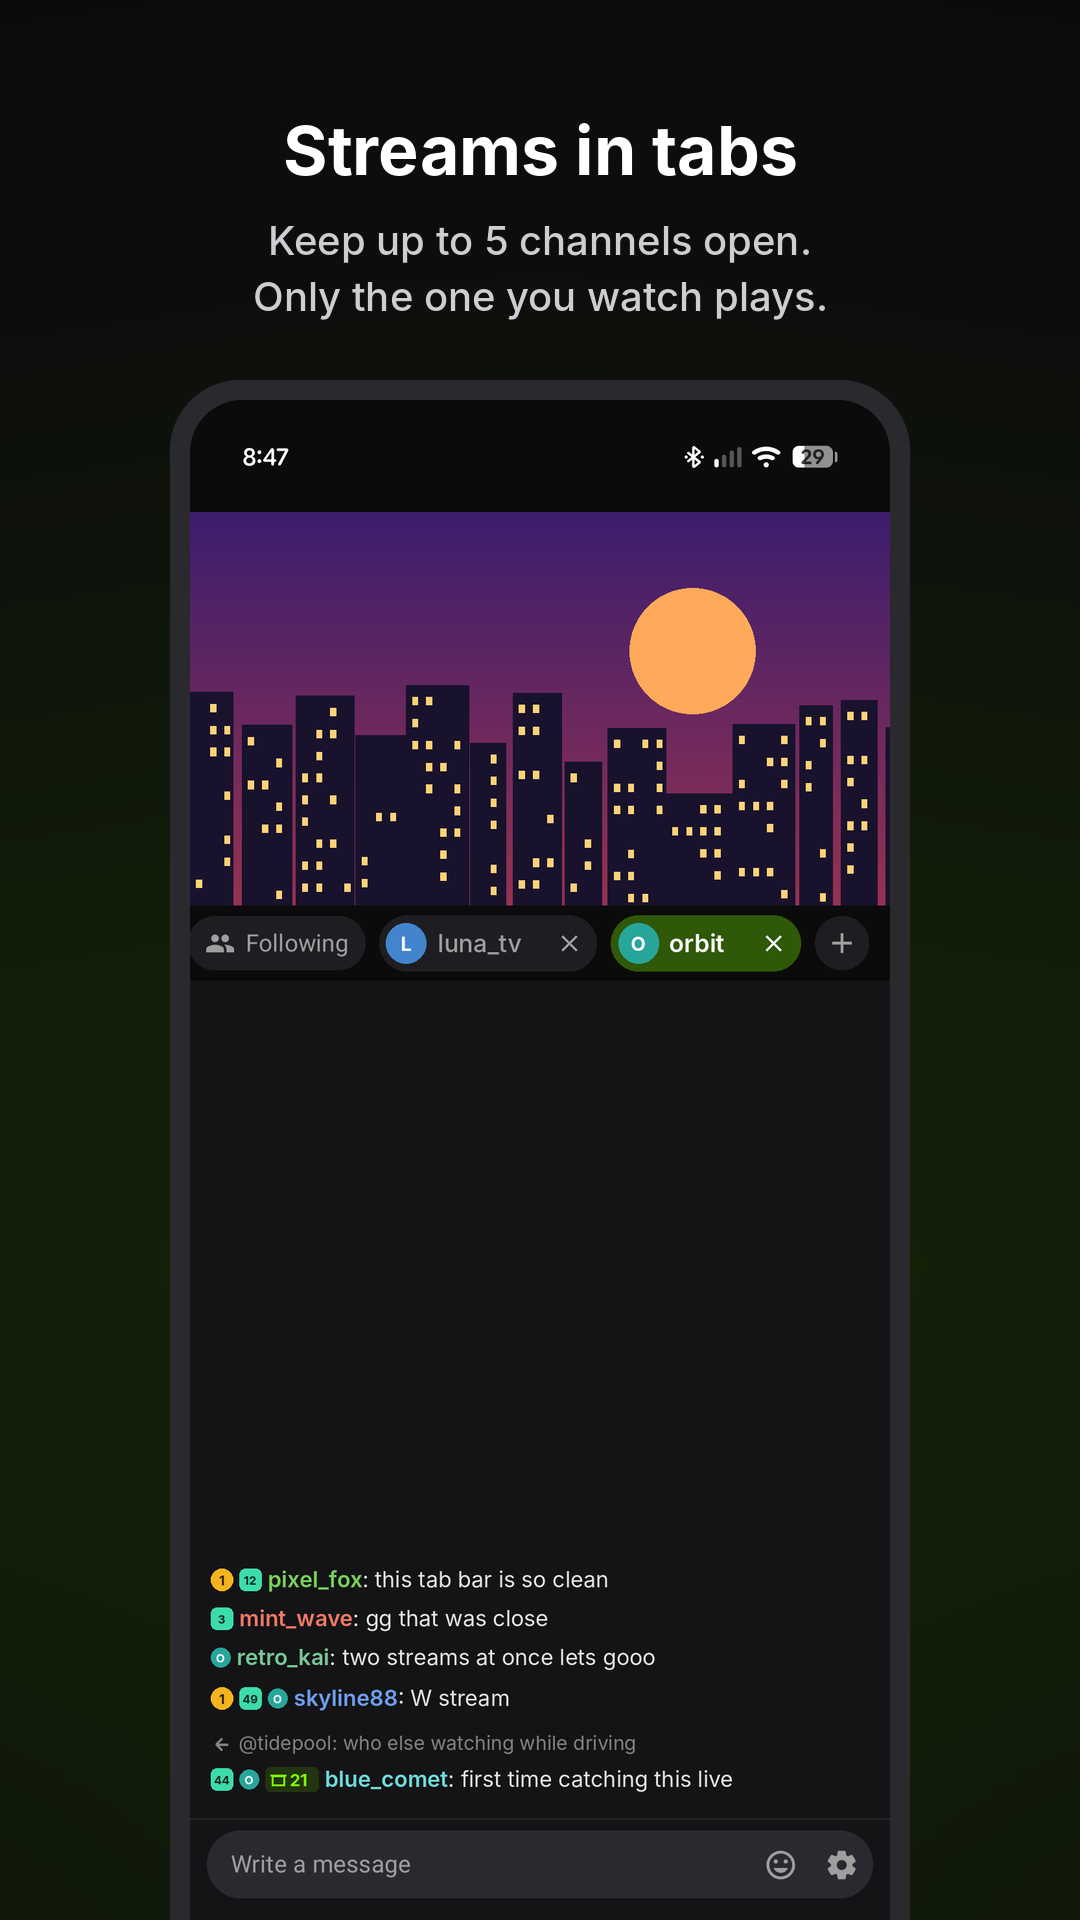 Streams in tabs
Keep up to 5 channels open.
Only the one you watch plays.
8:47 29
Following L luna_tv O orbit
1 12 pixel_fox: this tab bar is so clean
3 mint_wave: gg that was close
O retro_kai: two streams at once lets gooo
1 49 O skyline88: W stream
@tidepool: who else watching while driving
44 O 21 blue_comet: first time catching this live
Write a message